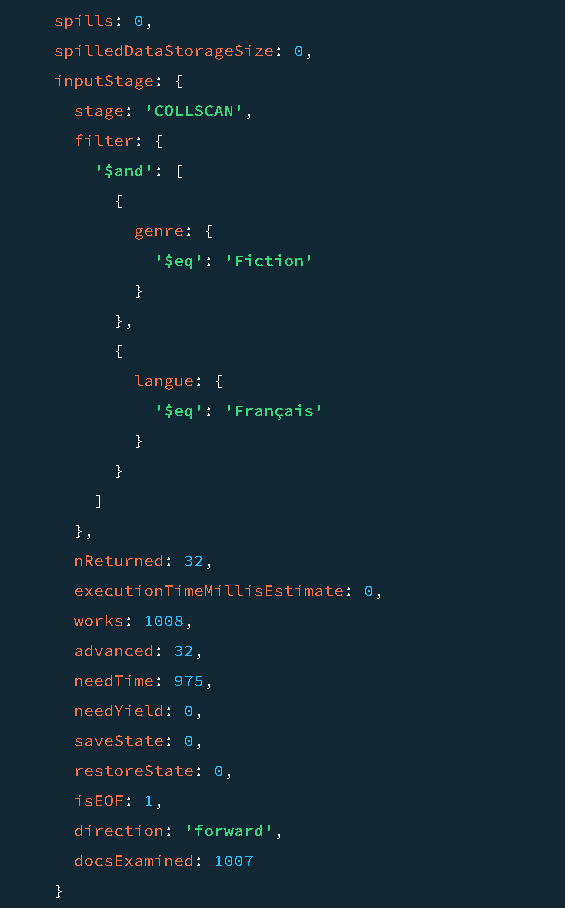 spills: 0,
spilledDataStorageSize: 0,
inputStage: {
stage: 'COLLSCAN',
filter: {
'$and': [
{
genre: {
'$eq': 'Fiction'
}
},
{
langue: {
'$eq': 'Français'
}
}
]
},
nReturned: 32,
executionTimeMillisEstimate: 0,
works: 1008,
advanced: 32,
needTime: 975,
needYield: 0,
saveState: 0,
restoreState: 0,
isEOF: 1,
direction: 'forward',
docsExamined: 1007
}